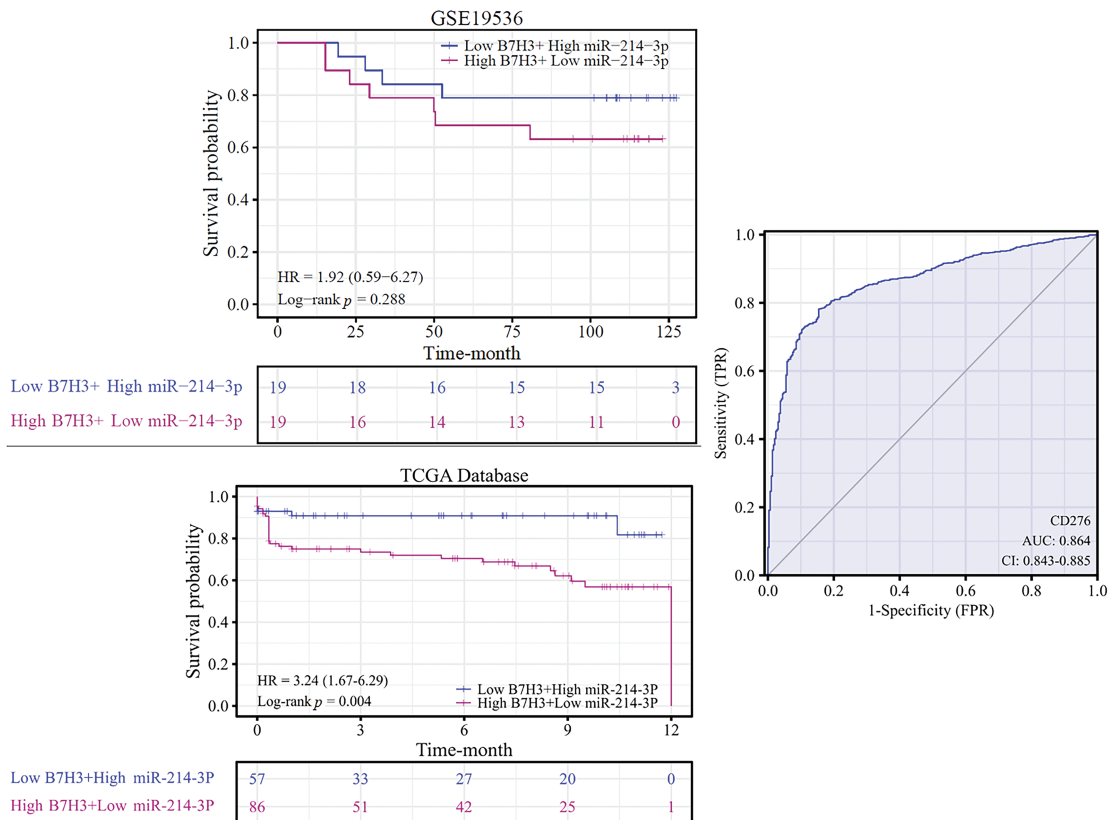 GSE19536
Survival probability
1.0
0.8
0.6
0.4
0.2
0.0
Low B7H3+ High miR−214−3p
High B7H3+ Low miR−214−3p
HR = 1.92 (0.59−6.27)
Log−rank p = 0.288
0 25 50 75 100 125
Time-month
Low B7H3+ High miR−214−3p 19 18 16 15 15 3
High B7H3+ Low miR−214−3p 19 16 14 13 11 0
TCGA Database
Survival probability
1.0
0.8
0.6
0.4
0.2
0.0
HR = 3.24 (1.67-6.29)
Log-rank p = 0.004
Low B7H3+High miR-214-3P
High B7H3+Low miR-214-3P
0 3 6 9 12
Time-month
Low B7H3+High miR-214-3P 57 33 27 20 0
High B7H3+Low miR-214-3P 86 51 42 25 1
Sensitivity (TPR)
1.0
0.8
0.6
0.4
0.2
0.0
CD276
AUC: 0.864
CI: 0.843-0.885
0.0 0.2 0.4 0.6 0.8 1.0
1-Specificity (FPR)